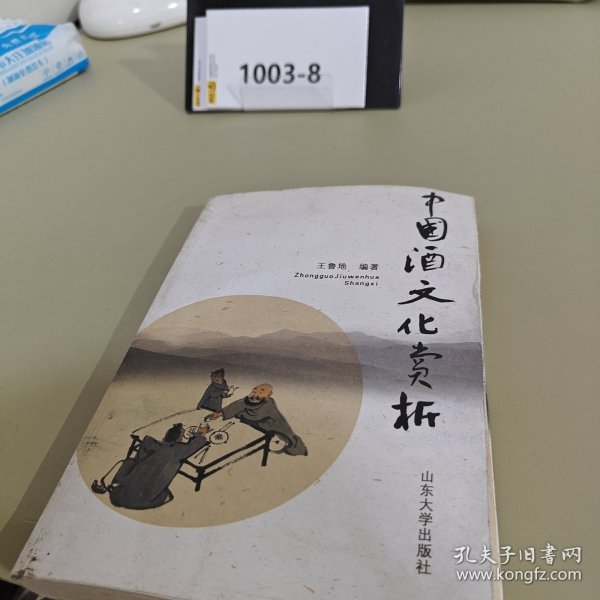 1003-8
中国酒文化赏析
王鲁地 编著
ZhongguoJiuwenhua
Shangxi
山东大学出版社
孔夫子旧书网
www.kongfz.com